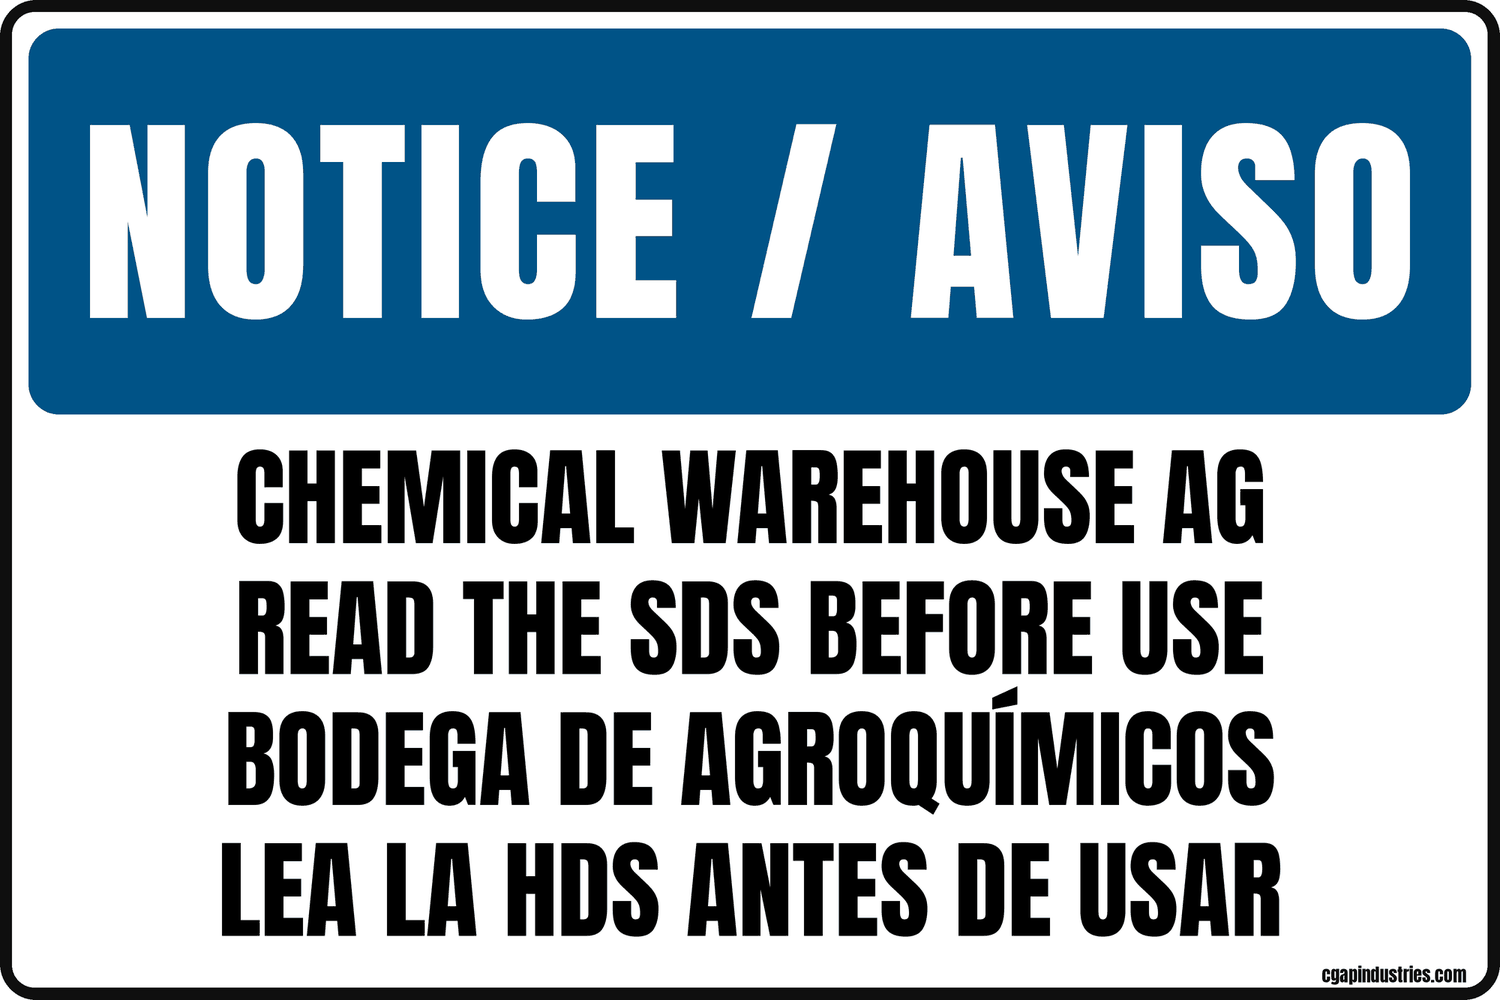 NOTICE / AVISO
CHEMICAL WAREHOUSE AG
READ THE SDS BEFORE USE
BODEGA DE AGROQUÍMICOS
LEA LA HDS ANTES DE USAR
cgapindustries.com